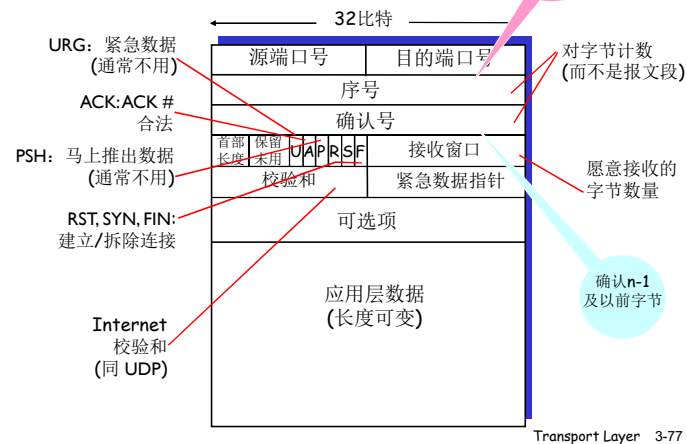 32比特
URG：紧急数据
(通常不用)
ACK:ACK #
合法
PSH：马上推出数据
(通常不用)
RST, SYN, FIN:
建立/拆除连接
Internet
校验和
(同 UDP)
源端口号
目的端口号
序号
确认号
首部
长度
保留
未用
U A P R S F
接收窗口
校验和
紧急数据指针
可选项
应用层数据
(长度可变)
对字节计数
(而不是报文段)
愿意接收的
字节数量
确认n-1
及以前字节
Transport Layer 3-77